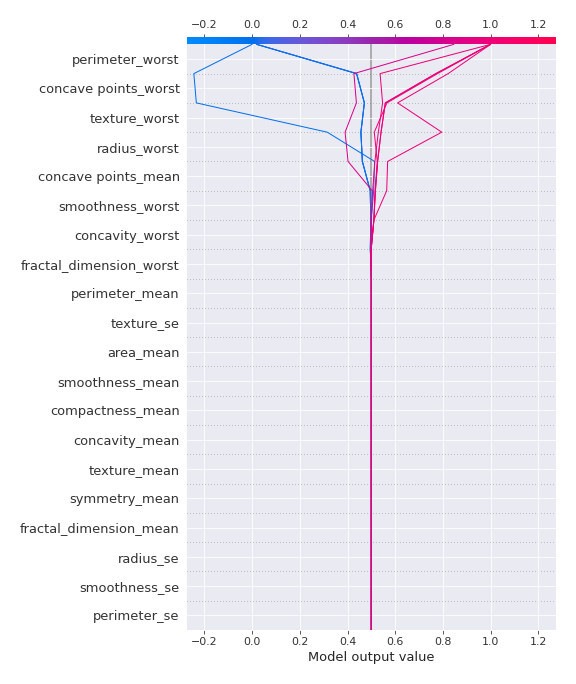 −0.2 0.0 0.2 0.4 0.6 0.8 1.0 1.2
perimeter_worst
concave points_worst
texture_worst
radius_worst
concave points_mean
smoothness_worst
concavity_worst
fractal_dimension_worst
perimeter_mean
texture_se
area_mean
smoothness_mean
compactness_mean
concavity_mean
texture_mean
symmetry_mean
fractal_dimension_mean
radius_se
smoothness_se
perimeter_se
−0.2 0.0 0.2 0.4 0.6 0.8 1.0 1.2
Model output value